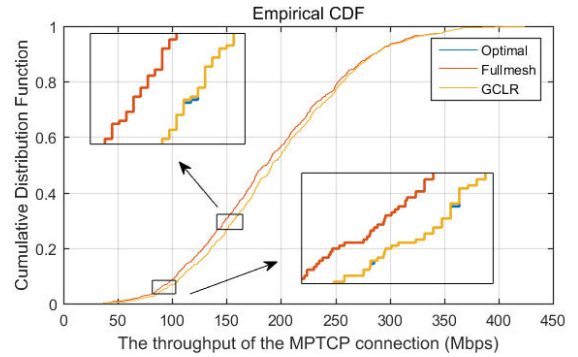 Empirical CDF
Cumulative Distribution Function
1
0.8
0.6
0.4
0.2
0
Optimal
Fullmesh
GCLR
0 50 100 150 200 250 300 350 400 450
The throughput of the MPTCP connection (Mbps)